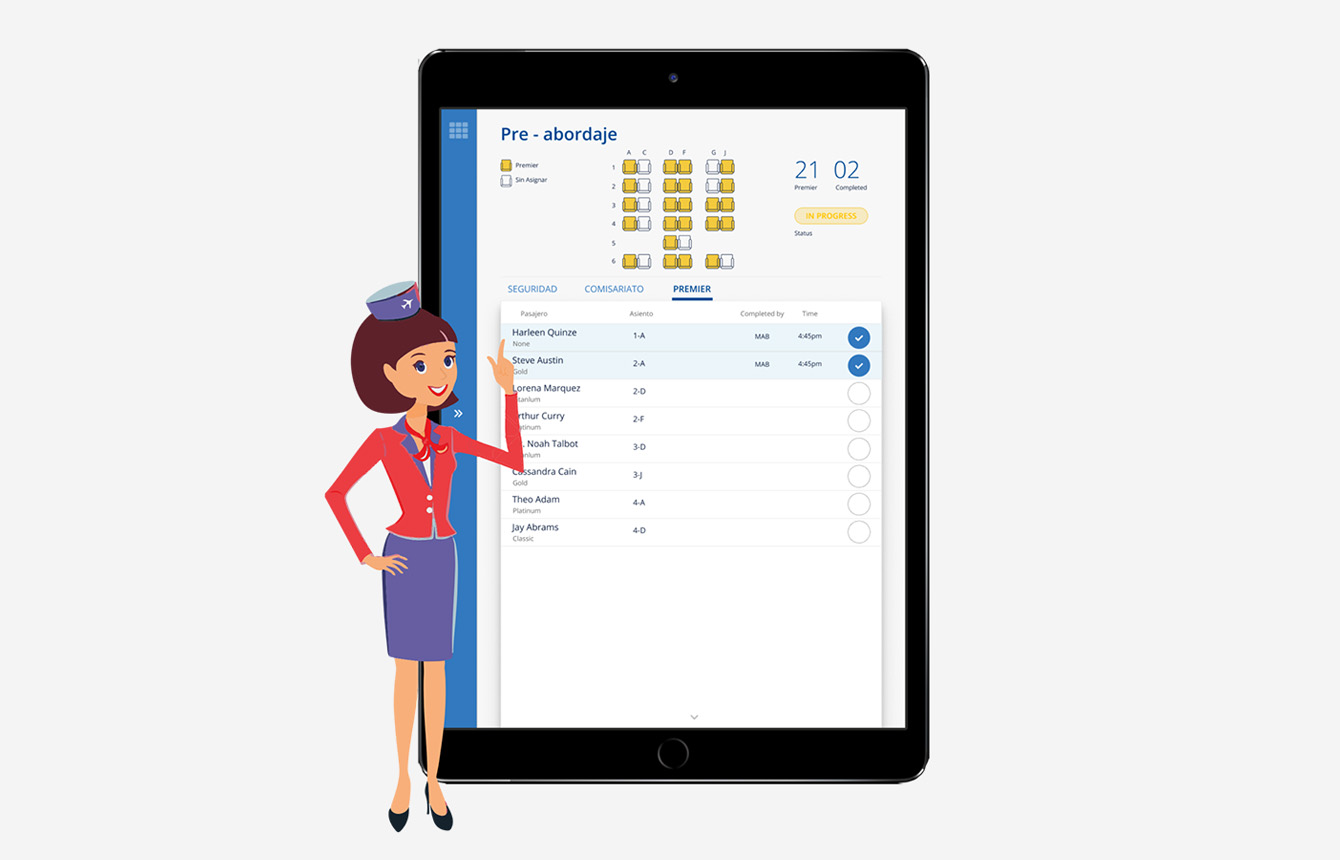 Pre - abordaje
A C D F G J
Premier
Sin Asignar
1
2
3
4
5
6
21 02
Premier Completed
IN PROGRESS
Status
SEGURIDAD COMISARIATO PREMIER
Pasajero Asiento Completed by Time
Harleen Quinze 1-A MAB 4:45pm
None
Steve Austin 2-A MAB 4:45pm
Gold
Lorena Marquez 2-D
Arthur Curry 2-F
Noah Talbot 3-D
Cassandra Cain 3-J
Gold
Theo Adam 4-A
Platinum
Jay Abrams 4-D
Classic